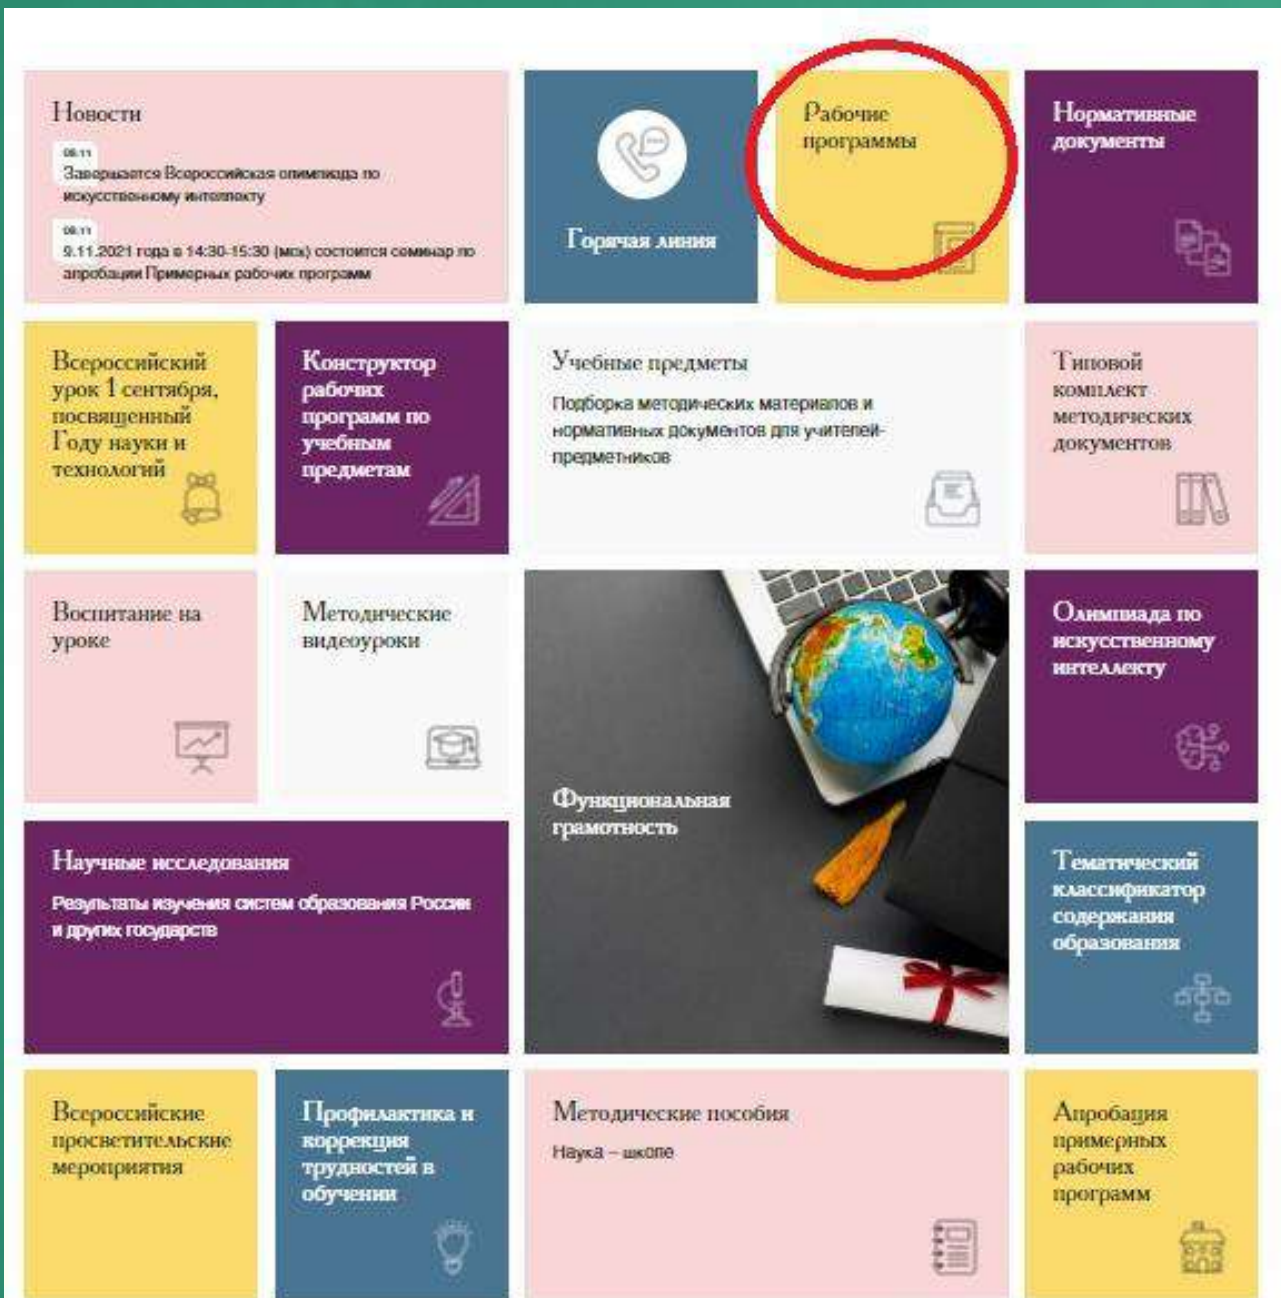 Новости
08.11
Завершается Всероссийская олимпиада по
искусственному интеллекту
08.11
9.11.2021 года в 14:30-15:30 (мск) состоится семинар по
апробации Примерных рабочих программ
Горячая линия
Рабочие
программы
Нормативные
документы
Всероссийский
урок 1 сентября,
посвященный
Году науки и
технологий
Конструктор
рабочих
программ по
учебным
предметам
Учебные предметы
Подборка методических материалов и
нормативных документов для учителей-
предметников
Типовой
комплект
методических
документов
Воспитание на
уроке
Методические
видеоуроки
Функциональная
грамотность
Олимпиада по
искусственному
интеллекту
Научные исследования
Результаты изучения систем образования России
и других государств
Тематический
классификатор
содержания
образования
Всероссийские
просветительские
мероприятия
Профилактика и
коррекция
трудностей в
обучении
Методические пособия
Наука – школе
Апробация
примерных
рабочих
программ